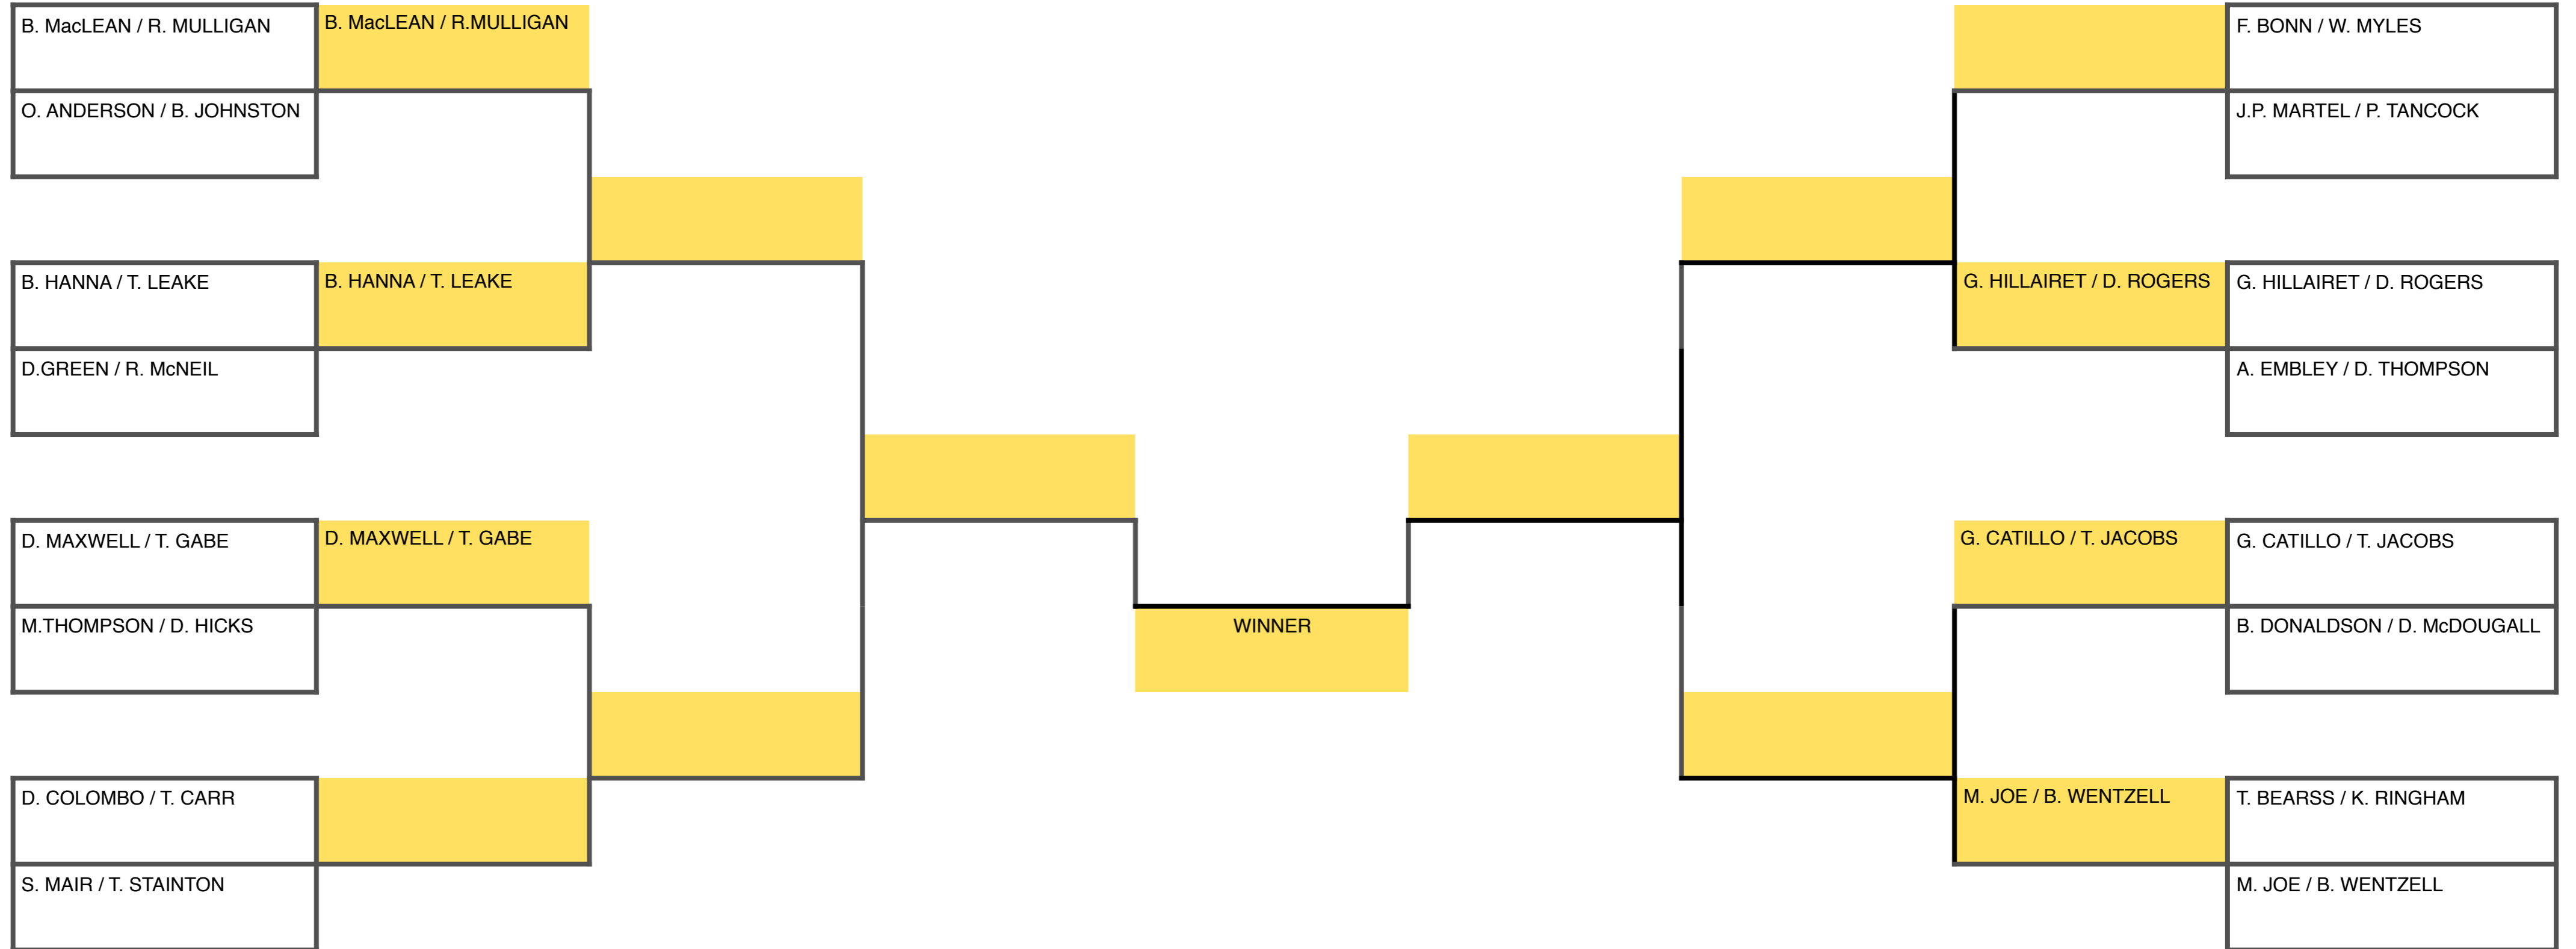 B. MacLEAN / R. MULLIGAN
B. MacLEAN / R.MULLIGAN
O. ANDERSON / B. JOHNSTON
B. HANNA / T. LEAKE
B. HANNA / T. LEAKE
D.GREEN / R. McNEIL
D. MAXWELL / T. GABE
D. MAXWELL / T. GABE
M.THOMPSON / D. HICKS
D. COLOMBO / T. CARR
S. MAIR / T. STAINTON
WINNER
F. BONN / W. MYLES
J.P. MARTEL / P. TANCOCK
G. HILLAIRET / D. ROGERS
G. HILLAIRET / D. ROGERS
A. EMBLEY / D. THOMPSON
G. CATILLO / T. JACOBS
G. CATILLO / T. JACOBS
B. DONALDSON / D. McDOUGALL
M. JOE / B. WENTZELL
T. BEARSS / K. RINGHAM
M. JOE / B. WENTZELL